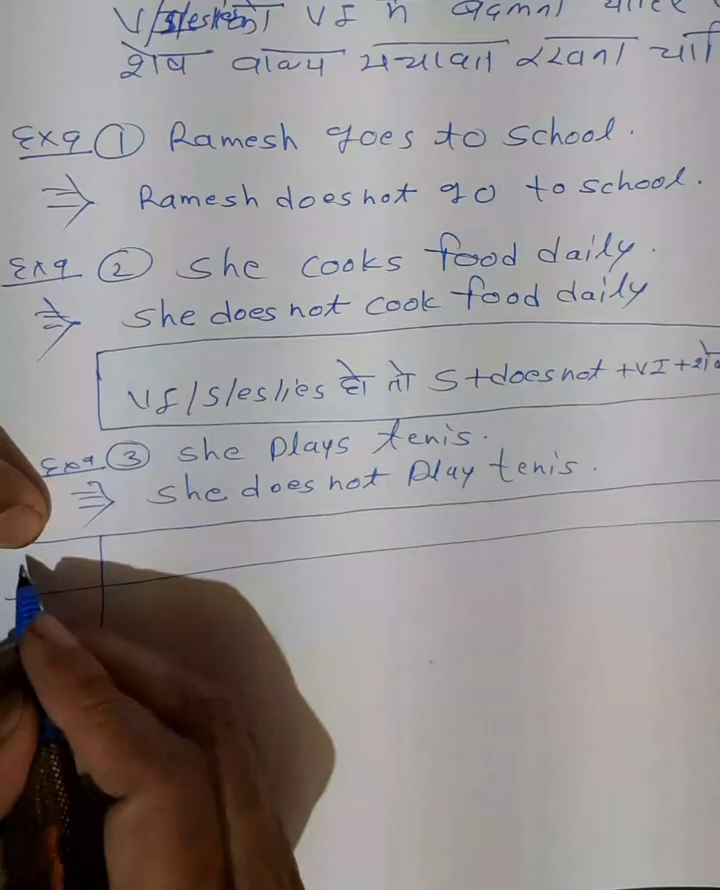 V/s/es/ies को V I में बदलना चाहिए
शेष वाक्य यथावत रखना
Exq ① Ramesh goes to school.
⇒ Ramesh does not go to school.
Exq ② She cooks food daily.
⇒ She does not cook food daily
VI/s/es/ies हो तो S+does not +VI+शेष
Exq ③ She Plays tenis.
⇒ She does not Play tenis.